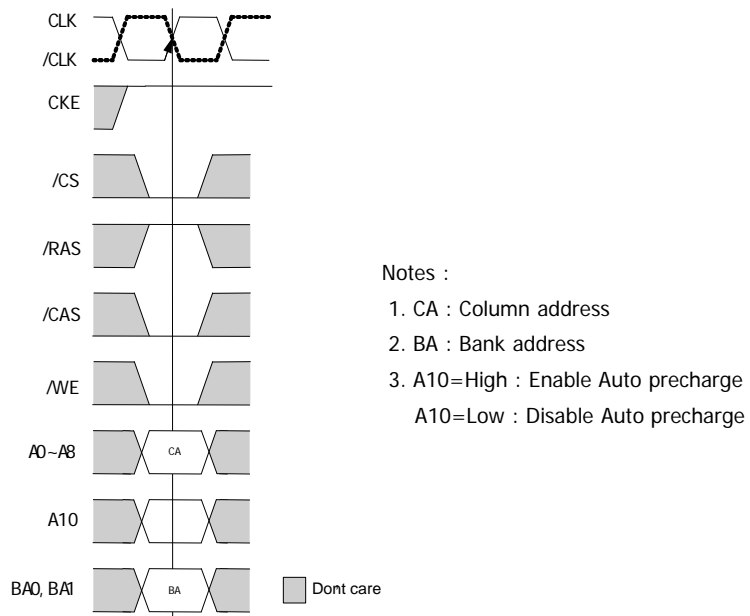 CLK
/CLK
CKE
/CS
/RAS
/CAS
/WE
A0~A8
CA
A10
BA0, BA1
BA
Dont care
Notes :
1. CA : Column address
2. BA : Bank address
3. A10=High : Enable Auto precharge
A10=Low : Disable Auto precharge